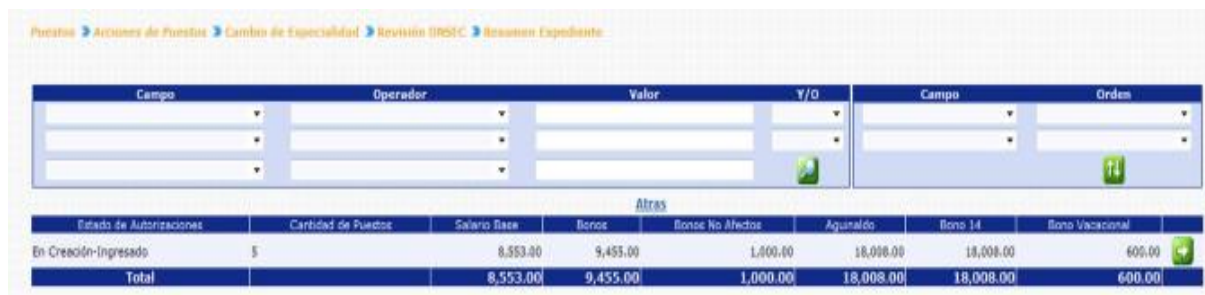 Puestos Acciones de Puestos Cambio de Especialidad Revisión ONSEC Resumen Expediente
Campo Operador Valor Y/O Campo Orden
Atras
Estado de Autorizaciones Cantidad de Puestos Salario Base Bonos Bonos No Afectos Aguinaldo Bono 14 Bono Vacacional
En Creación-Ingresado 5 8,553.00 9,455.00 1,000.00 18,008.00 18,008.00 600.00
Total 8,553.00 9,455.00 1,000.00 18,008.00 18,008.00 600.00